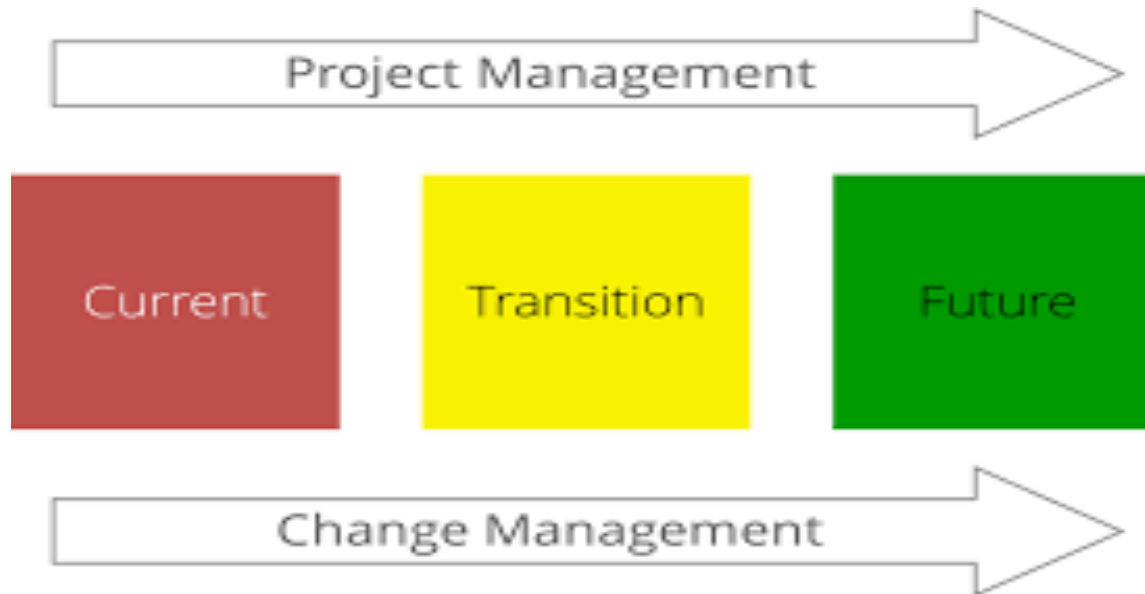 Project Management
Current
Transition
Future
Change Management